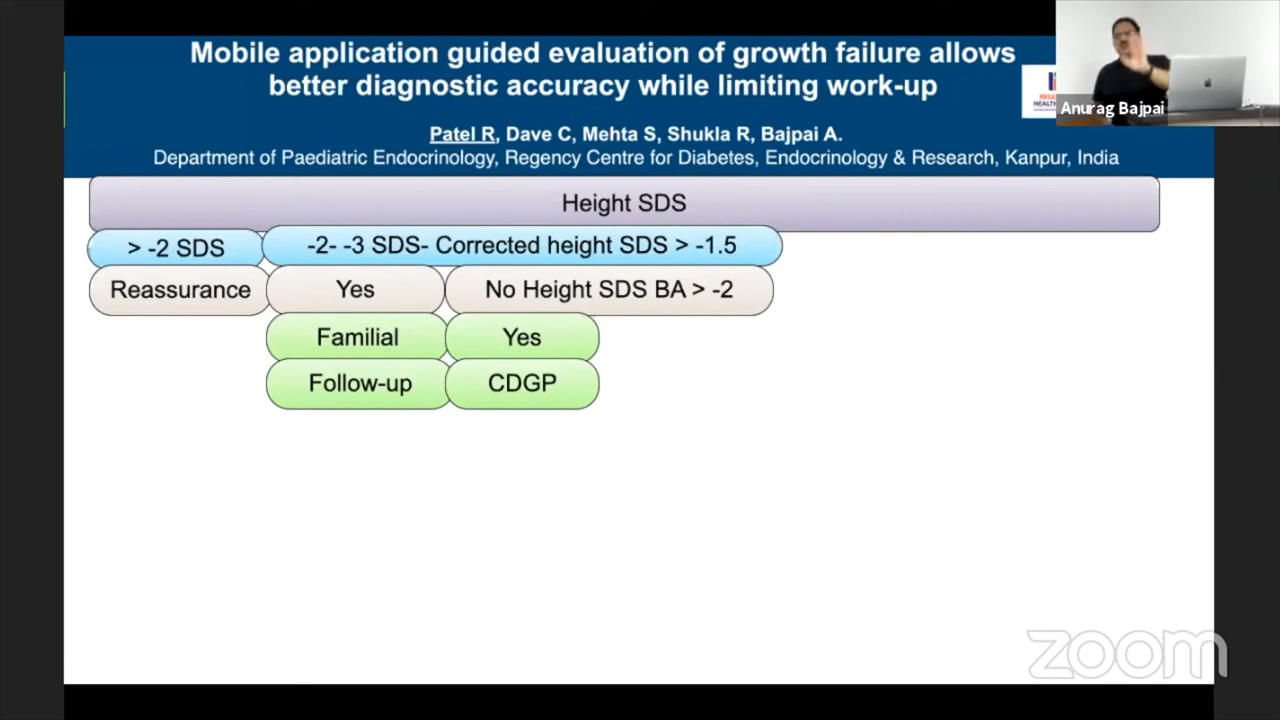 Mobile application guided evaluation of growth failure allows
better diagnostic accuracy while limiting work-up
Patel R, Dave C, Mehta S, Shukla R, Bajpai A.
Department of Paediatric Endocrinology, Regency Centre for Diabetes, Endocrinology & Research, Kanpur, India
Anurag Bajpai
Height SDS
> -2 SDS
-2- -3 SDS- Corrected height SDS > -1.5
Reassurance
Yes
No Height SDS BA > -2
Familial
Yes
Follow-up
CDGP
zoom